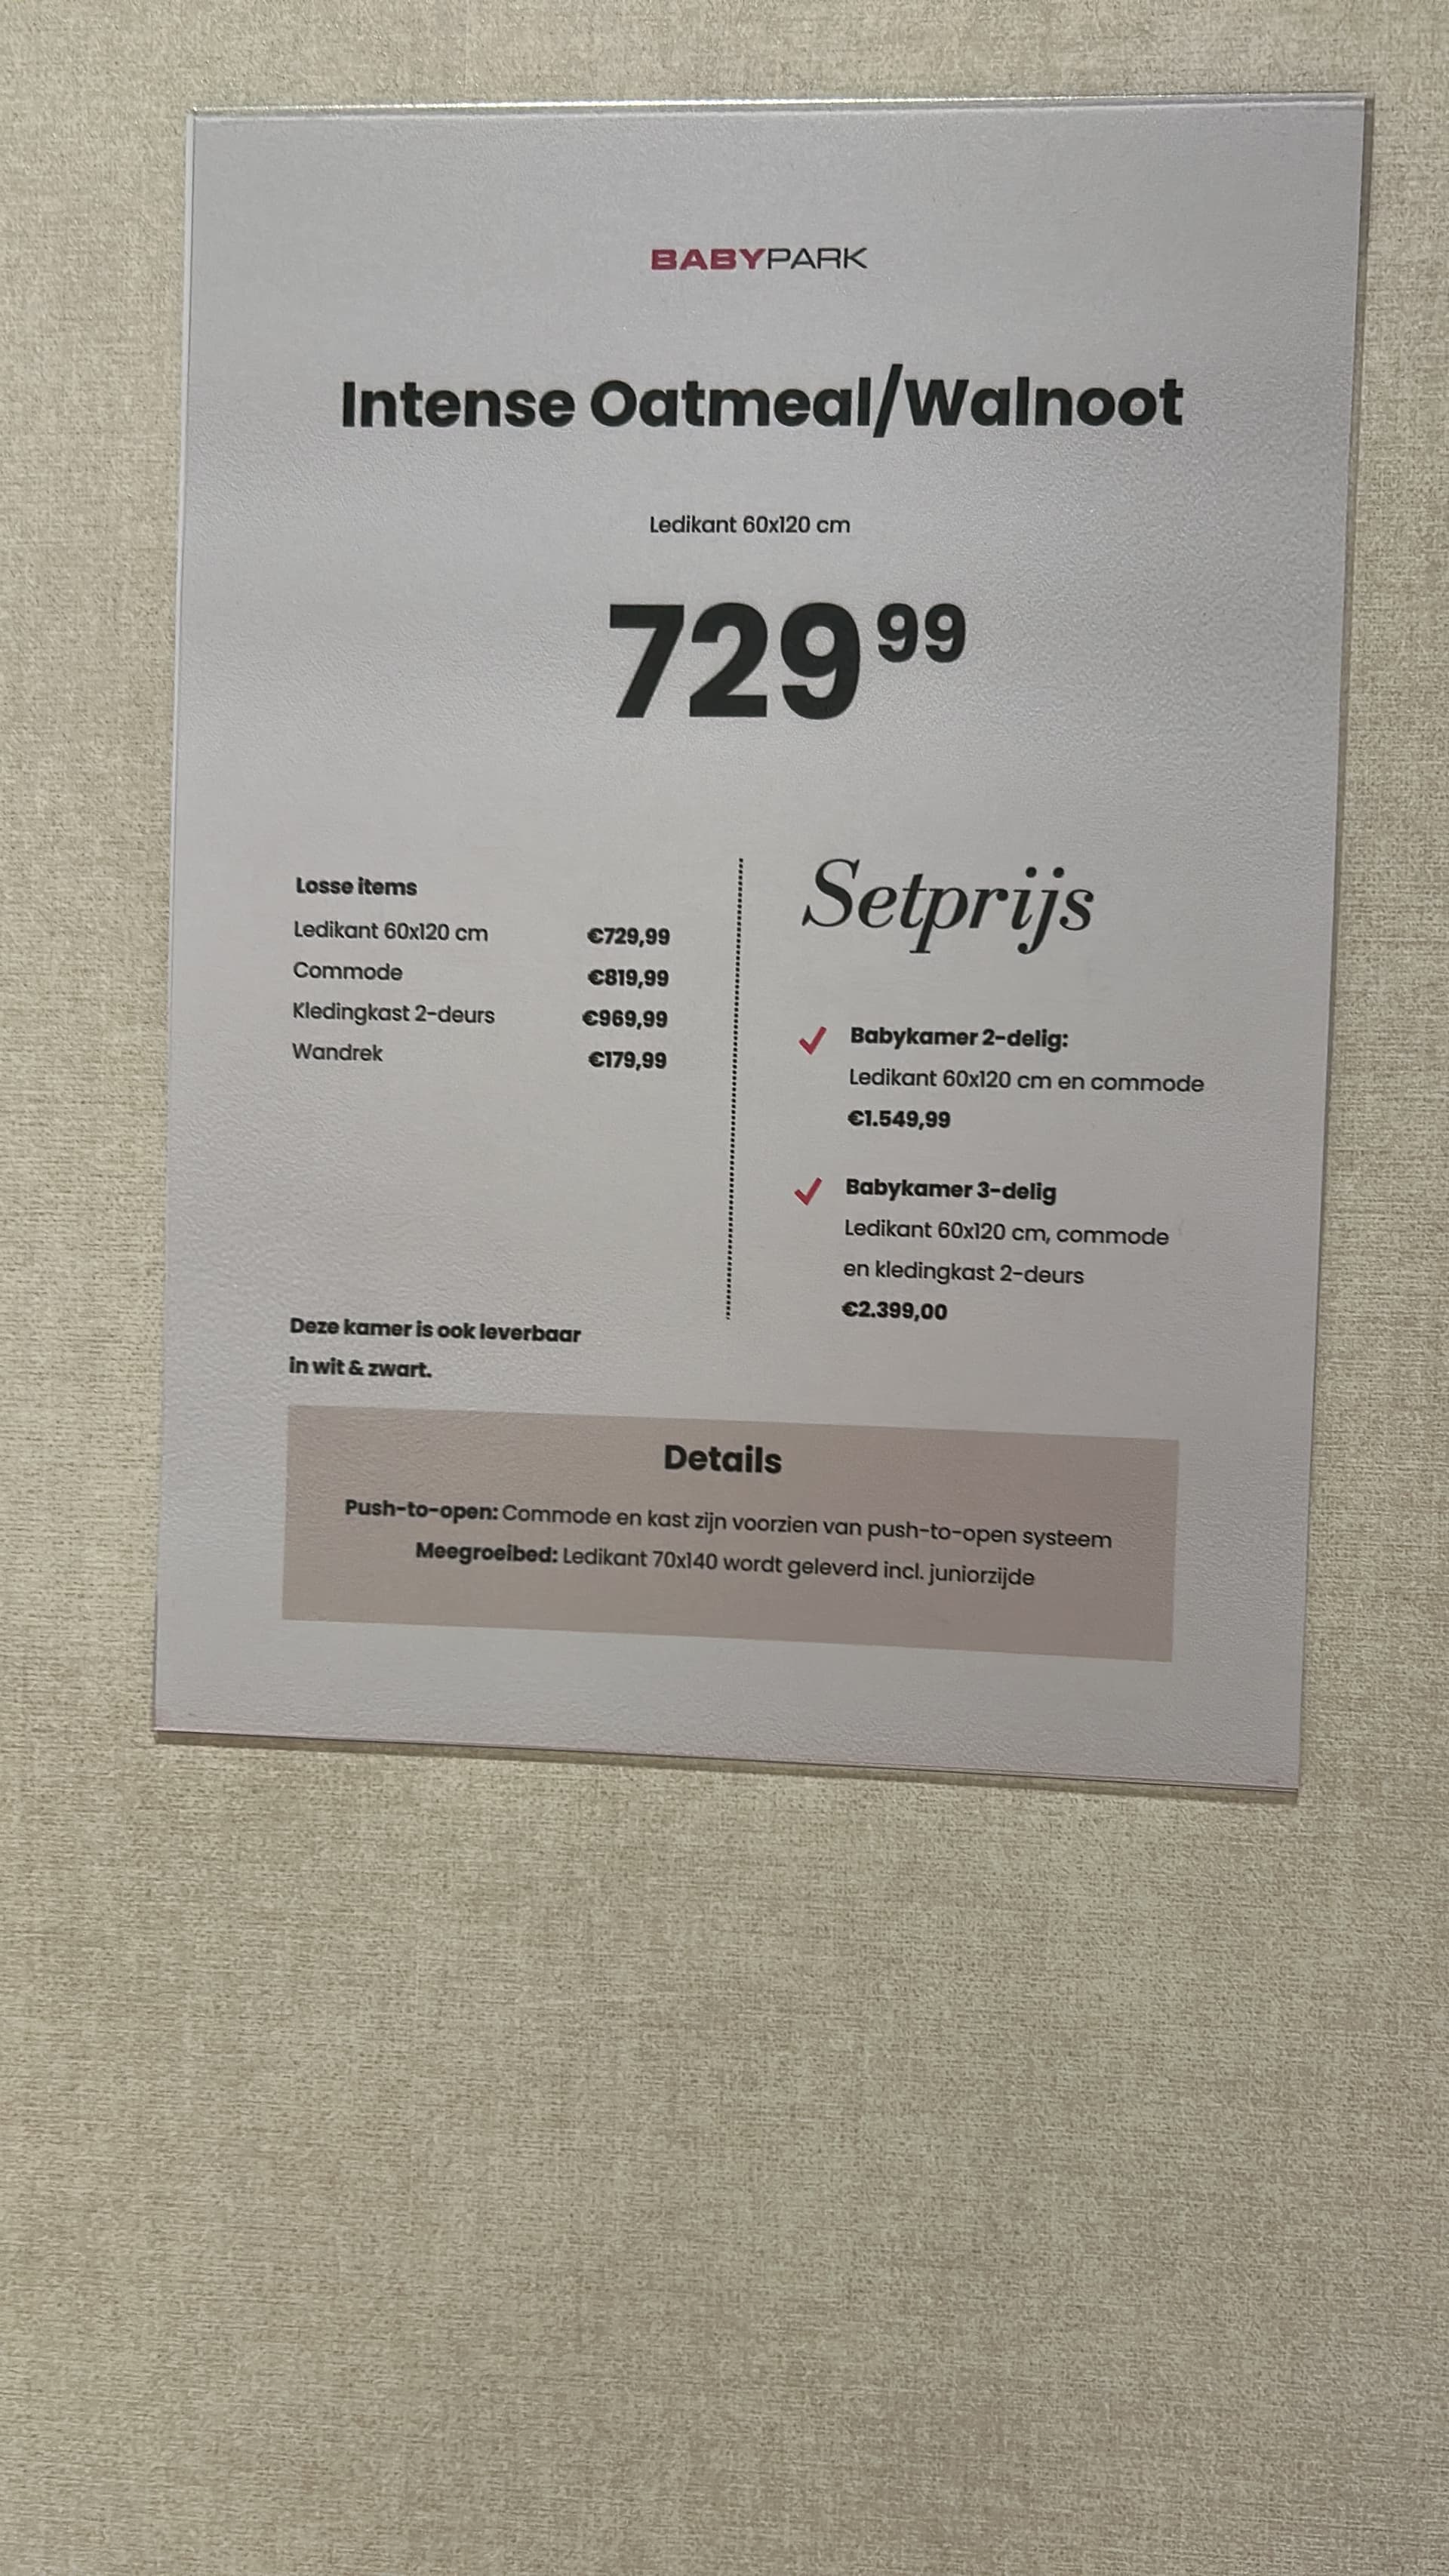 BABYPARK
Intense Oatmeal/Walnoot
Ledikant 60x120 cm
729 99
Losse items
Ledikant 60x120 cm €729,99
Commode €819,99
Kledingkast 2-deurs €969,99
Wandrek €179,99
Deze kamer is ook leverbaar
in wit & zwart.
Setprijs
Babykamer 2-delig:
Ledikant 60x120 cm en commode
€1.549,99
Babykamer 3-delig
Ledikant 60x120 cm, commode
en kledingkast 2-deurs
€2.399,00
Details
Push-to-open: Commode en kast zijn voorzien van push-to-open systeem
Meegroeibed: Ledikant 70x140 wordt geleverd incl. juniorzijde